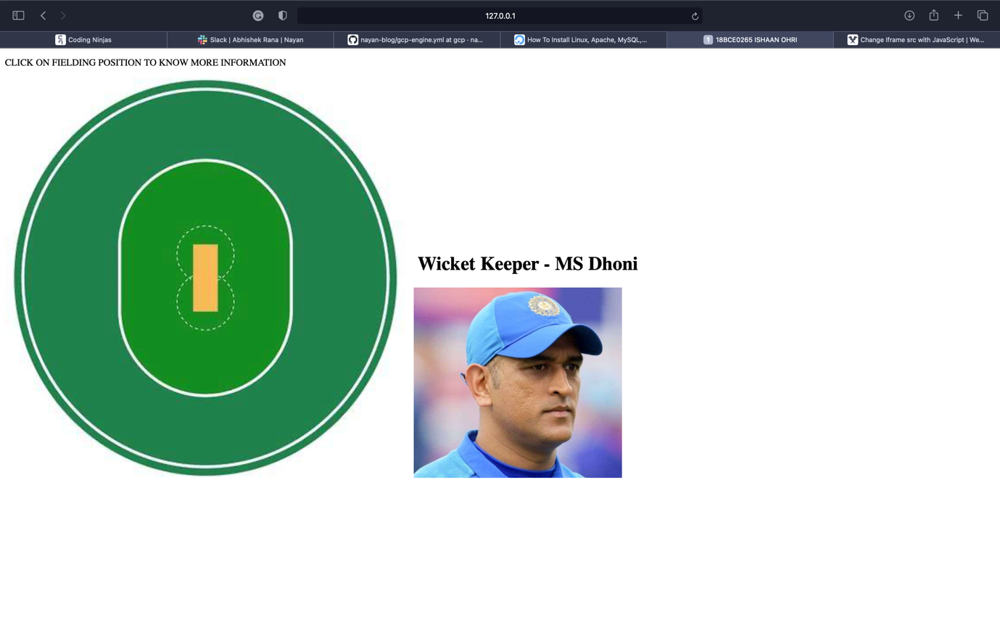 127.0.0.1
Coding Ninjas
Slack | Abhishek Rana | Nayan
nayan-blog/gcp-engine.yml at gcp · na...
How To Install Linux, Apache, MySQL,...
1 18BCE0265 ISHAAN OHRI
Change Iframe src with JavaScript | We...
CLICK ON FIELDING POSITION TO KNOW MORE INFORMATION
Wicket Keeper - MS Dhoni